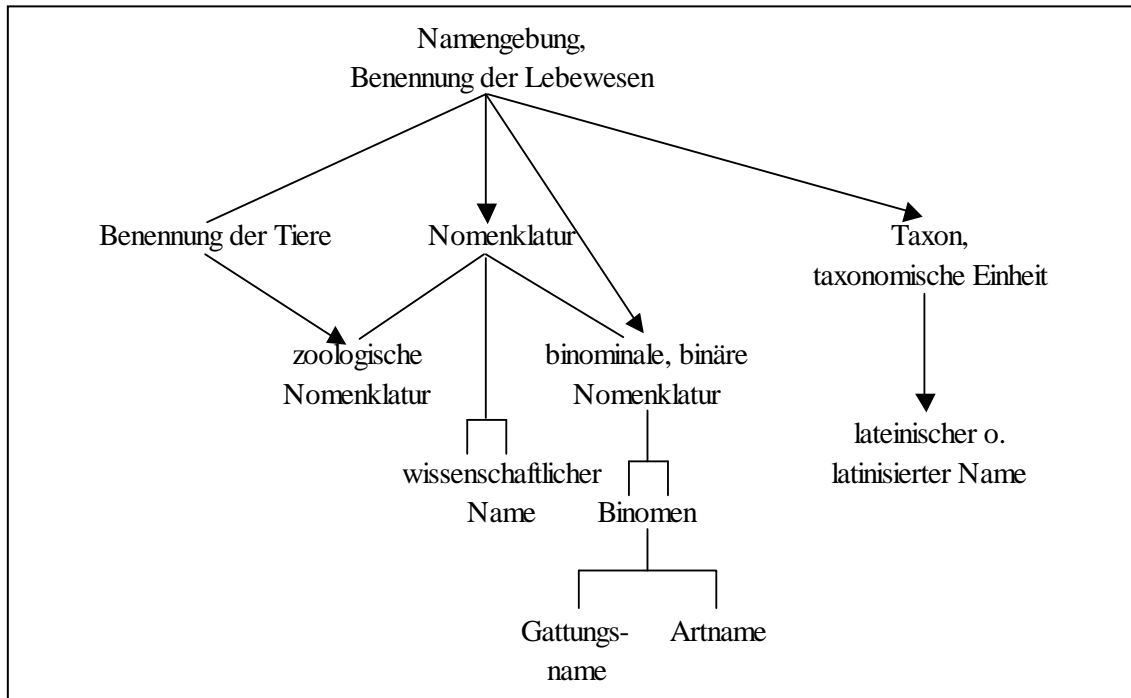 Namengebung,
Benennung der Lebewesen
Benennung der Tiere
Nomenklatur
Taxon,
taxonomische Einheit
zoologische
Nomenklatur
binominale, binäre
Nomenklatur
lateinischer o.
latinisierter Name
wissenschaftlicher
Name
Binomen
Gattungs-
name
Artname